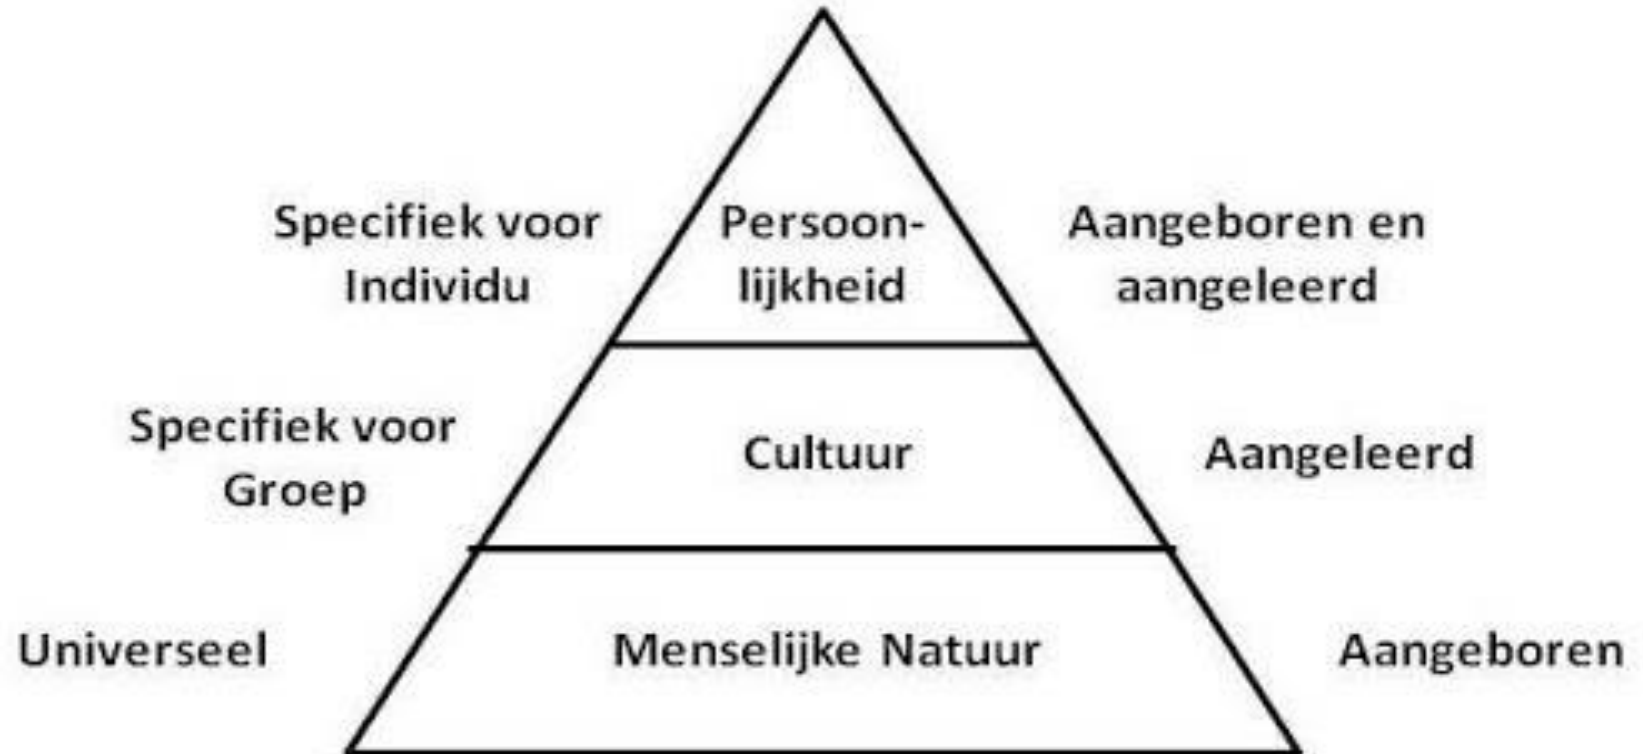 Specifiek voor
Individu
Persoon-
lijkheid
Aangeboren en
aangeleerd
Specifiek voor
Groep
Cultuur
Aangeleerd
Universeel
Menselijke Natuur
Aangeboren